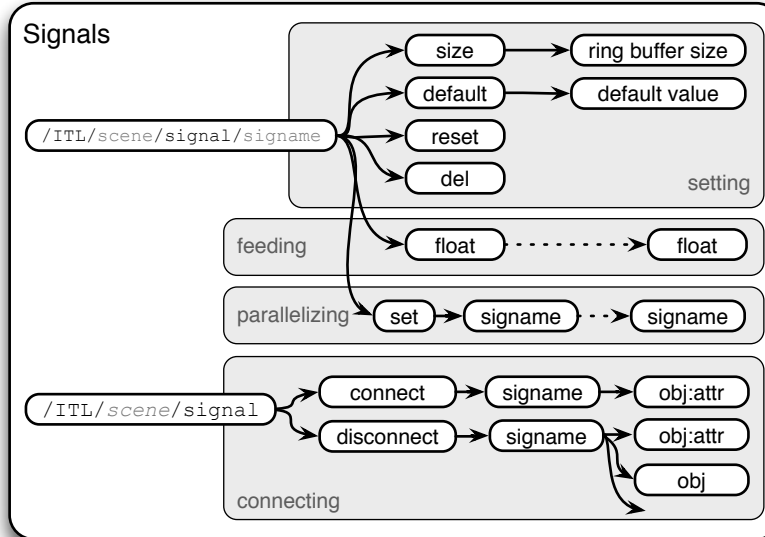 Signals
size
ring buffer size
default
default value
/ITL/scene/signal/signame
reset
del
setting
feeding
float
float
parallelizing
set
signame
signame
/ITL/scene/signal
connect
signame
obj:attr
disconnect
signame
obj:attr
obj
connecting